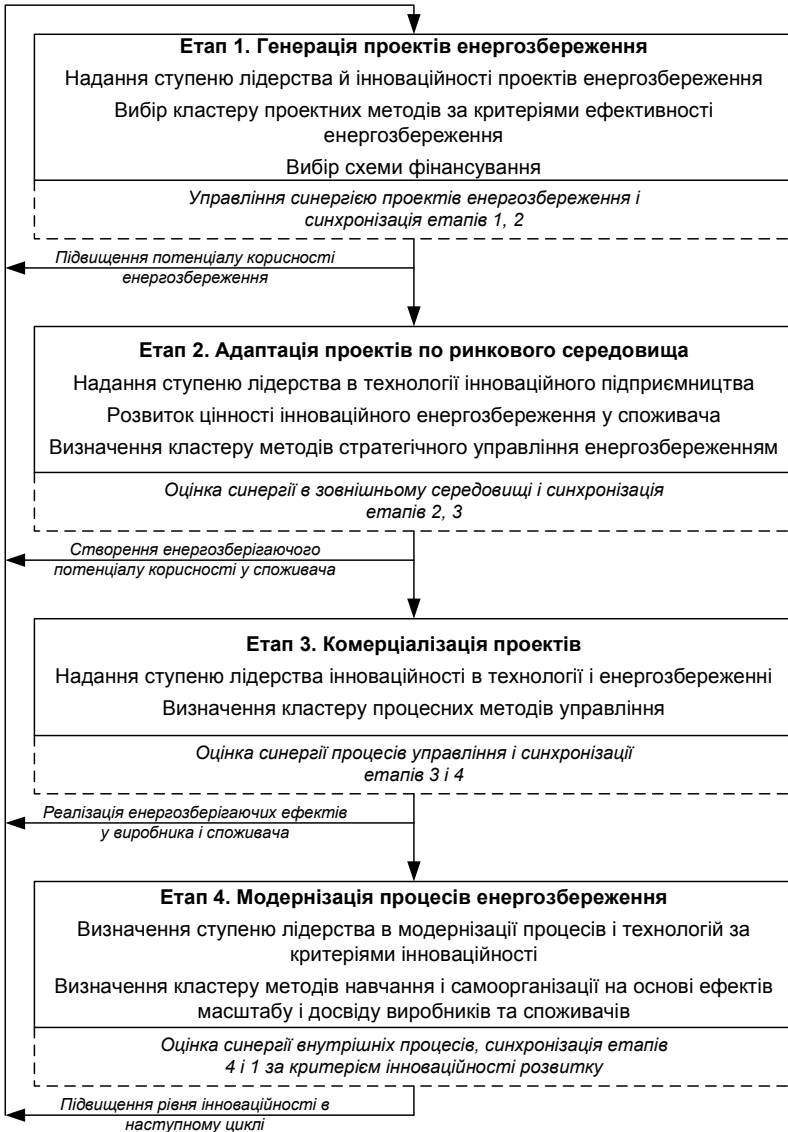 Етап 1. Генерація проектів енергозбереження
Надання ступеню лідерства й інноваційності проектів енергозбереження
Вибір кластеру проектних методів за критеріями ефективності
енергозбереження
Вибір схеми фінансування
Управління синергією проектів енергозбереження і
синхронізація етапів 1, 2
Підвищення потенціалу корисності
енергозбереження
Етап 2. Адаптація проектів по ринкового середовища
Надання ступеню лідерства в технології інноваційного підприємництва
Розвиток цінності інноваційного енергозбереження у споживача
Визначення кластеру методів стратегічного управління енергозбереженням
Оцінка синергії в зовнішньому середовищі і синхронізація
етапів 2, 3
Створення енергозберігаючого
потенціалу корисності у споживача
Етап 3. Комерціалізація проектів
Надання ступеню лідерства інноваційності в технології і енергозбереженні
Визначення кластеру процесних методів управління
Оцінка синергії процесів управління і синхронізації
етапів 3 і 4
Реалізація енергозберігаючих ефектів
у виробника і споживача
Етап 4. Модернізація процесів енергозбереження
Визначення ступеню лідерства в модернізації процесів і технологій за
критеріями інноваційності
Визначення кластеру методів навчання і самоорганізації на основі ефектів
масштабу і досвіду виробників та споживачів
Оцінка синергії внутрішніх процесів, синхронізація етапів
4 і 1 за критерієм інноваційності розвитку
Підвищення рівня інноваційності в
наступному циклі